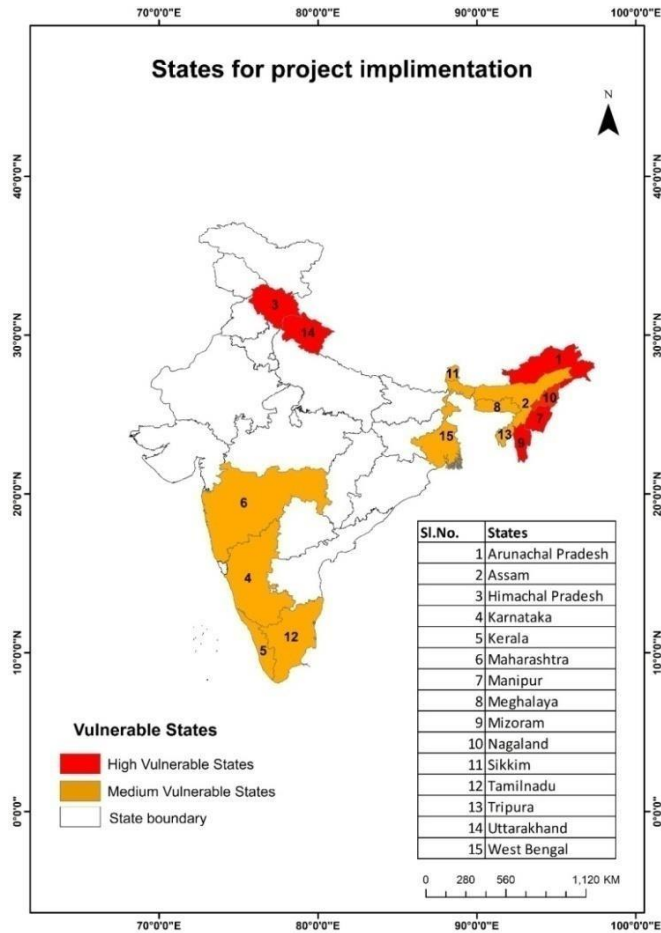 70°0'0"E 80°0'0"E 90°0'0"E 100°0'0"E
States for project implimentation
N
40°0'0"N 40°0'0"N
30°0'0"N 30°0'0"N
20°0'0"N 20°0'0"N
10°0'0"N 10°0'0"N
0°0'0" 0°0'0"
3
14
1
11
10
2
8
7
13
9
15
6
4
12
5
Sl.No. States
1 Arunachal Pradesh
2 Assam
3 Himachal Pradesh
4 Karnataka
5 Kerala
6 Maharashtra
7 Manipur
8 Meghalaya
9 Mizoram
10 Nagaland
11 Sikkim
12 Tamilnadu
13 Tripura
14 Uttarakhand
15 West Bengal
Vulnerable States
High Vulnerable States
Medium Vulnerable States
State boundary
0 280 560 1,120 KM
70°0'0"E 80°0'0"E 90°0'0"E 100°0'0"E